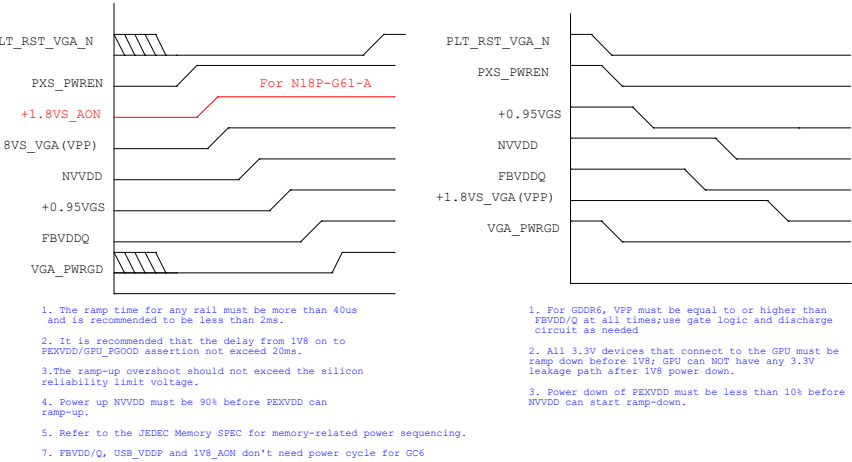 LT_RST_VGA_N
PXS_PWREN
For N18P-G61-A
+1.8VS_AON
8VS_VGA(VPP)
NVVDD
+0.95VGS
FBVDDQ
VGA_PWRGD
1. The ramp time for any rail must be more than 40us
and is recommended to be less than 2ms.
2. It is recommended that the delay from 1V8 on to
PEXVDD/GPU_PGOOD assertion not exceed 20ms.
3.The ramp-up overshoot should not exceed the silicon
reliability limit voltage.
4. Power up NVVDD must be 90% before PEXVDD can
ramp-up.
5. Refer to the JEDEC Memory SPEC for memory-related power sequencing.
7. FBVDD/Q, USB_VDDP and 1V8_AON don't need power cycle for GC6
PLT_RST_VGA_N
PXS_PWREN
+0.95VGS
NVVDD
FBVDDQ
+1.8VS_VGA(VPP)
VGA_PWRGD
1. For GDDR6, VPP must be equal to or higher than
FBVDD/Q at all times;use gate logic and discharge
circuit as needed
2. All 3.3V devices that connect to the GPU must be
ramp down before 1V8; GPU can NOT have any 3.3V
leakage path after 1V8 power down.
3. Power down of PEXVDD must be less than 10% before
NVVDD can start ramp-down.